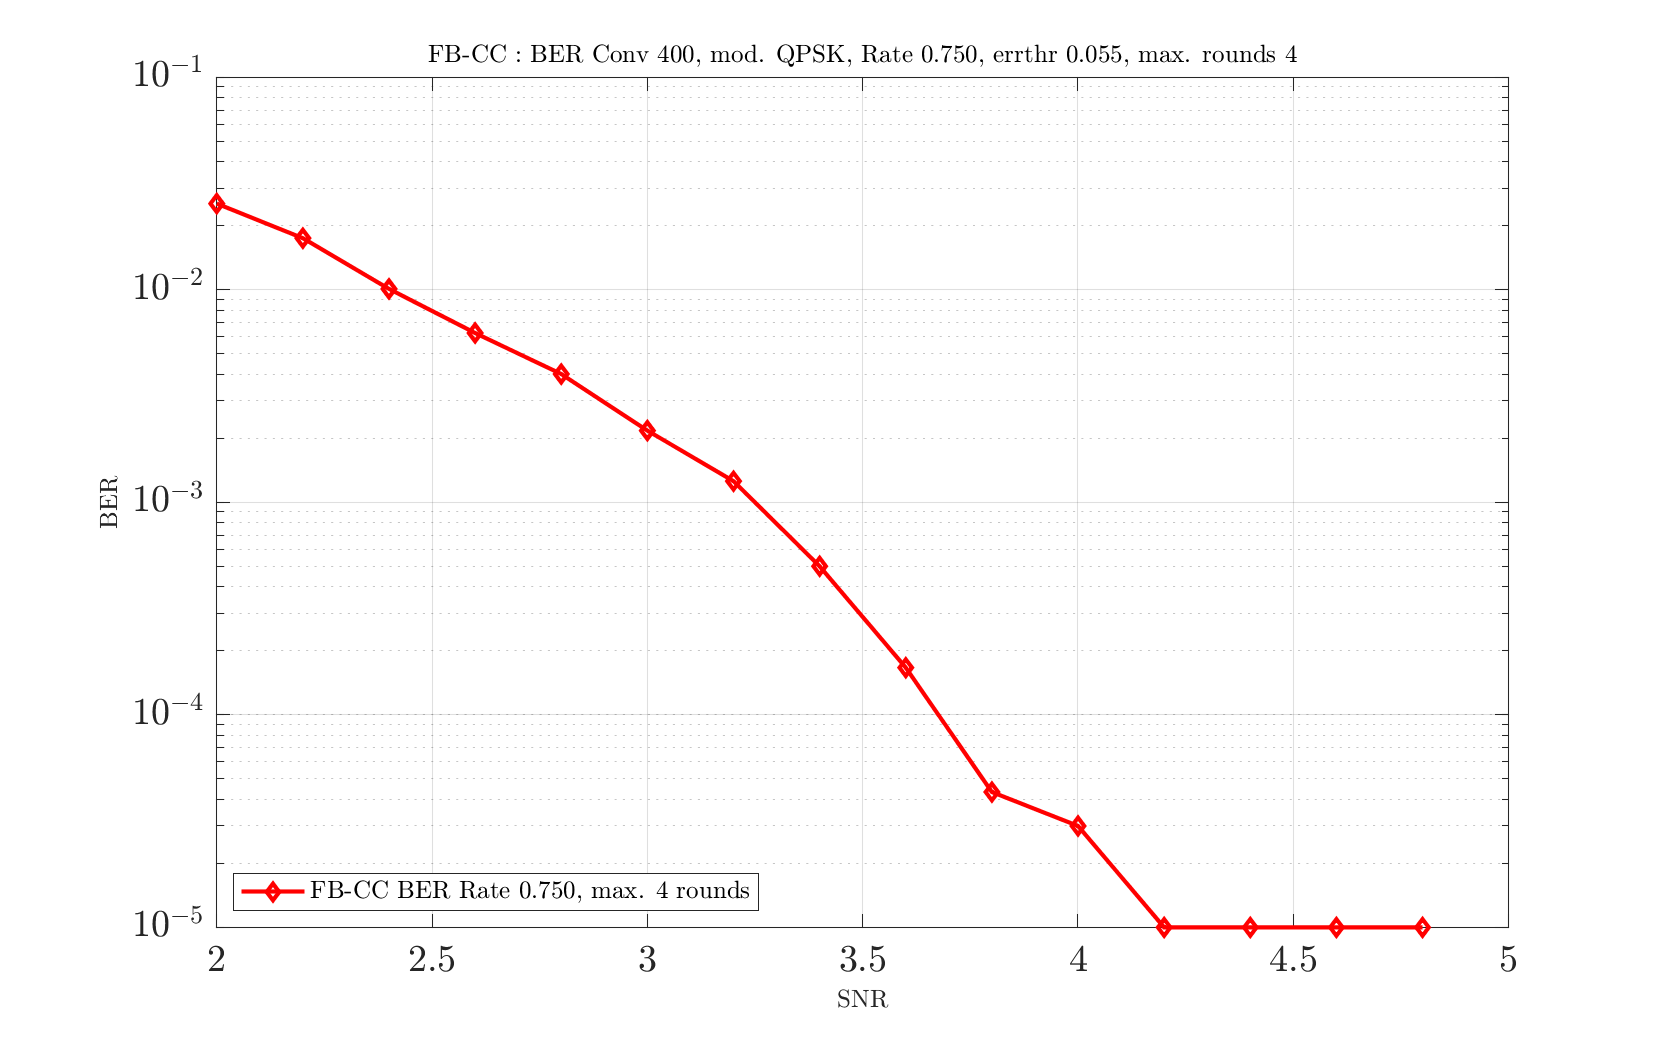 FB-CC : BER Conv 400, mod. QPSK, Rate 0.750, errthr 0.055, max. rounds 4
10^{-1}
10^{-2}
10^{-3}
10^{-4}
10^{-5}
BER
FB-CC BER Rate 0.750, max. 4 rounds
2 2.5 3 3.5 4 4.5 5
SNR